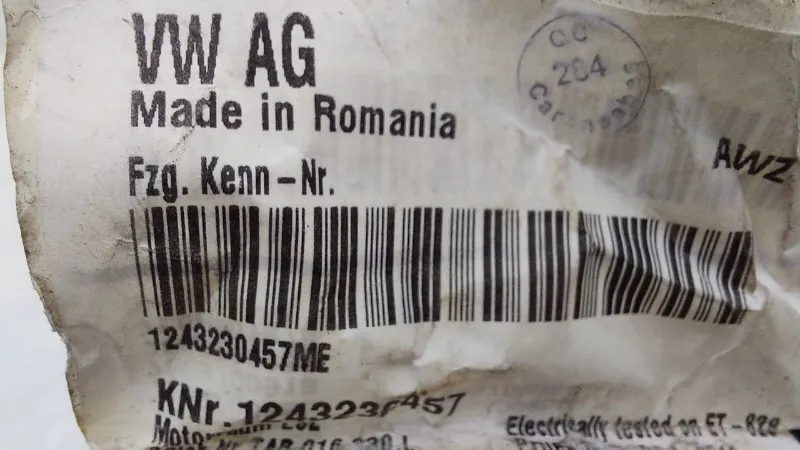 VW AG
Made in Romania
QC
284
AWZ
Fzg. Kenn-Nr.
1243230457ME
KNr. 1243230457
Electrically tested on ET-828